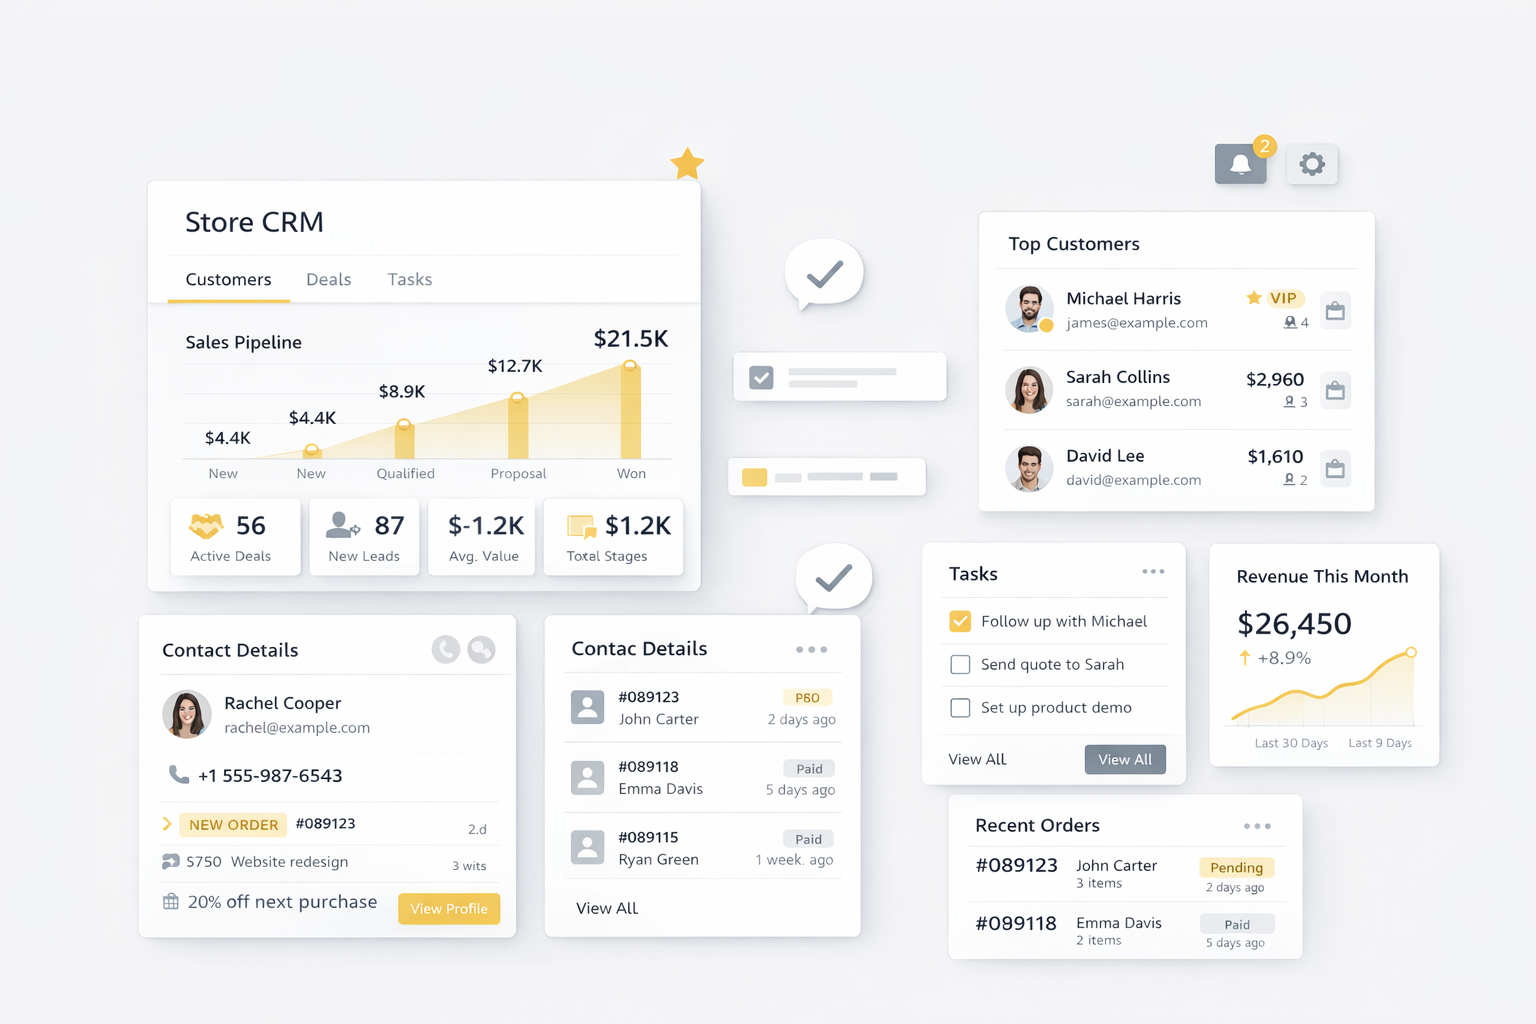 Store CRM
Customers Deals Tasks
Sales Pipeline
$4.4K $4.4K $8.9K $12.7K $21.5K
New New Qualified Proposal Won
56
Active Deals
87
New Leads
$-1.2K
Avg. Value
$1.2K
Total Stages
2
Top Customers
Michael Harris VIP
james@example.com 4
Sarah Collins $2,960
sarah@example.com 3
David Lee $1,610
david@example.com 2
Contact Details
Rachel Cooper
rachel@example.com
+1 555-987-6543
NEW ORDER #089123 2.d
S750 Website redesign 3 wits
20% off next purchase View Profile
Contac Details
#089123
John Carter 2 days ago
#089118 Paid
Emma Davis 5 days ago
#089115 Paid
Ryan Green 1 week. ago
View All
Tasks
Follow up with Michael
Send quote to Sarah
Set up product demo
View All View All
Revenue This Month
$26,450
+8.9%
Last 30 Days Last 9 Days
Recent Orders
#089123 John Carter Pending
3 items 2 days ago
#099118 Emma Davis Paid
2 items 5 days ago